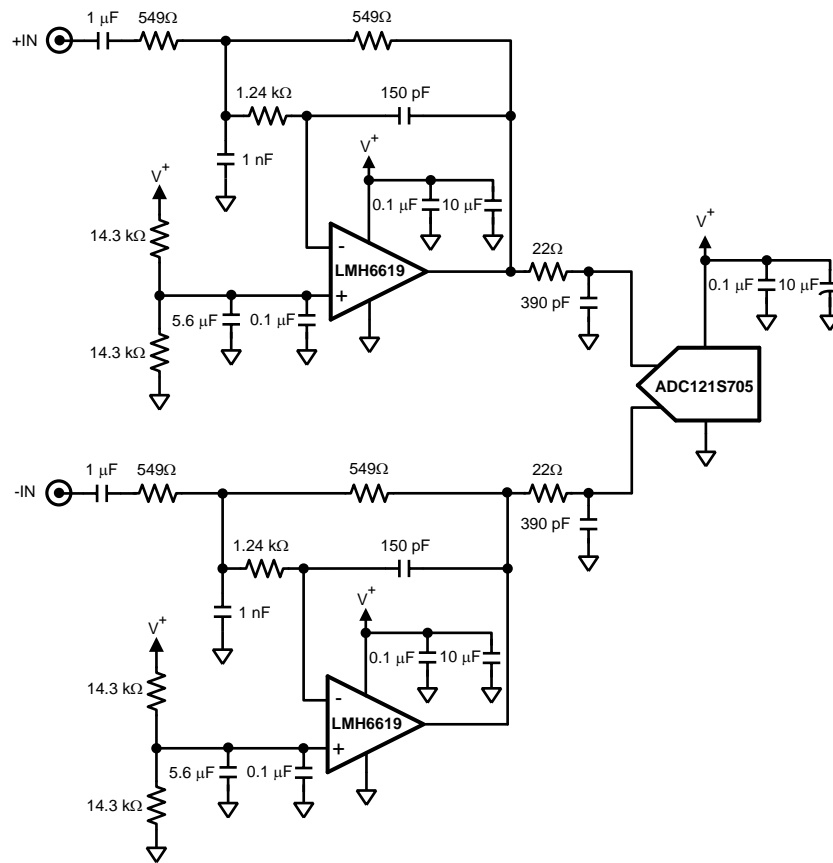 1 μF
549Ω
549Ω
+IN
1.24 kΩ
150 pF
1 nF
V+
V+
0.1 μF
10 μF
14.3 kΩ
-
LMH6619
+
22Ω
V+
5.6 μF
0.1 μF
390 pF
0.1 μF
10 μF
14.3 kΩ
ADC121S705
1 μF
549Ω
549Ω
22Ω
-IN
390 pF
1.24 kΩ
150 pF
1 nF
V+
V+
0.1 μF
10 μF
14.3 kΩ
-
LMH6619
+
5.6 μF
0.1 μF
14.3 kΩ